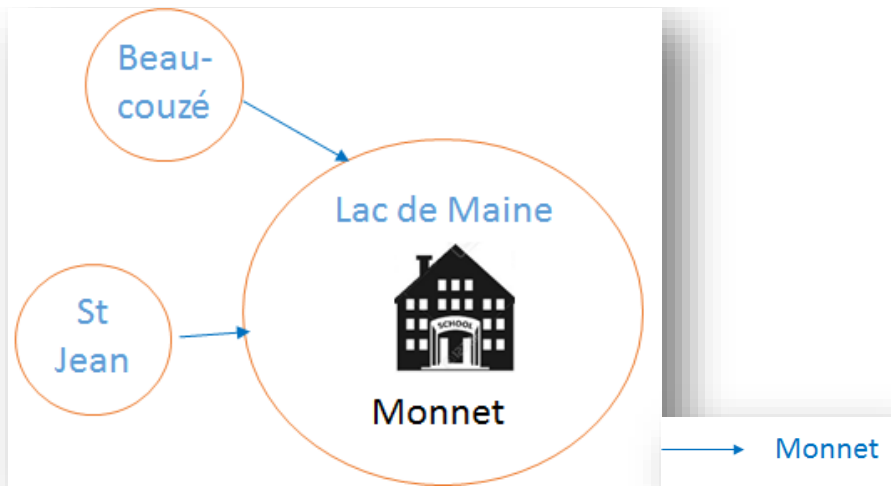 Beau-
couzé
Lac de Maine
SCHOOL
St
Jean
Monnet
Monnet